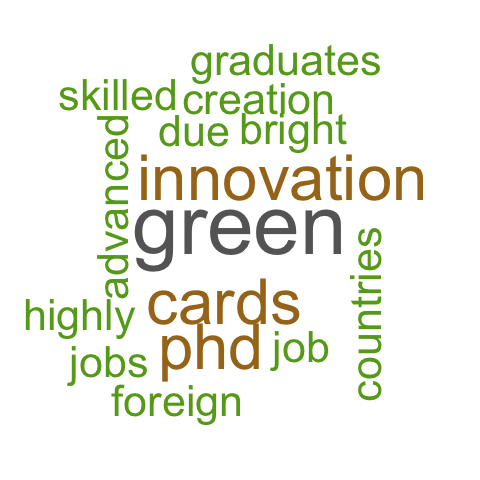 graduates
skilled creation
due bright
advanced
innovation
green
countries
cards
highly
phd job
jobs
foreign